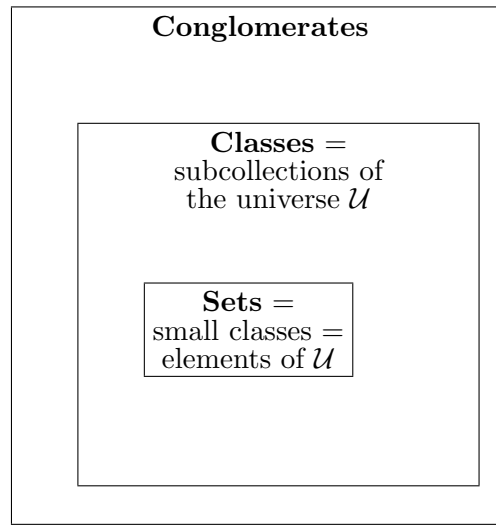 Conglomerates
Classes =
subcollections of
the universe 𝒰
Sets =
small classes =
elements of 𝒰